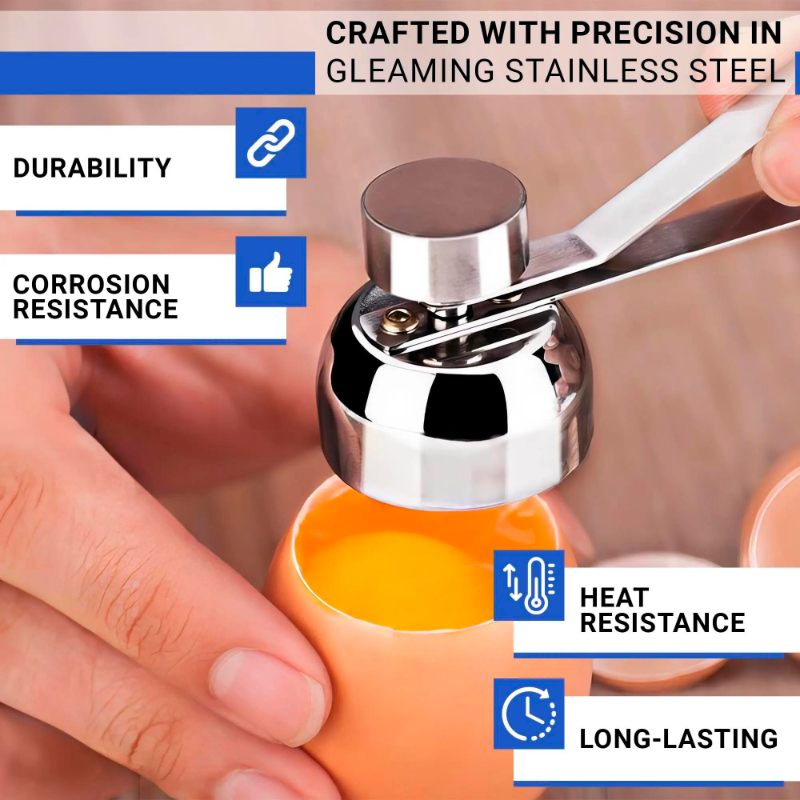 CRAFTED WITH PRECISION IN
GLEAMING STAINLESS STEEL
DURABILITY
CORROSION
RESISTANCE
HEAT
RESISTANCE
LONG-LASTING